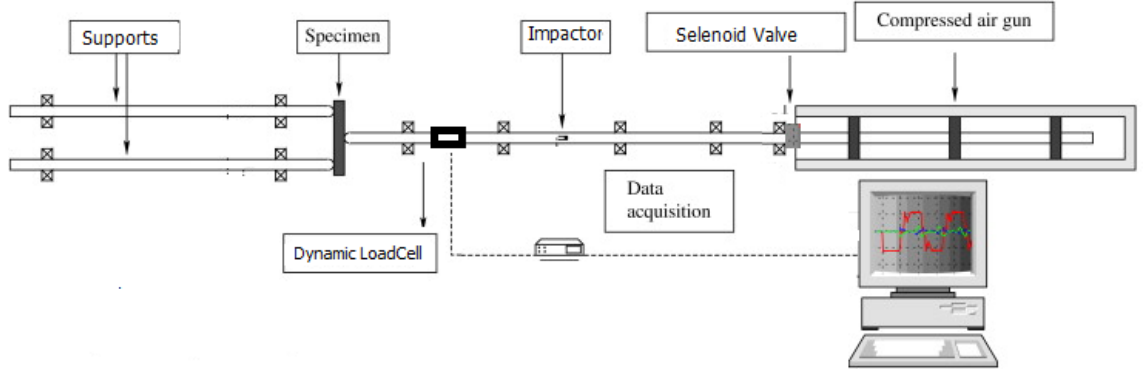 Supports
Specimen
Impactor
Selenoid Valve
Compressed air gun
Data
acquisition
Dynamic LoadCell